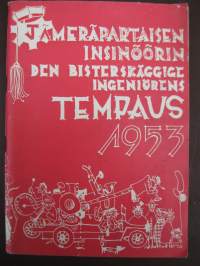 JÄMERÄPARTAISEN
INSINÖÖRIN
DEN BISTERSKÄGGIGE
INGENIÖRENS
TEMPAUS
1953